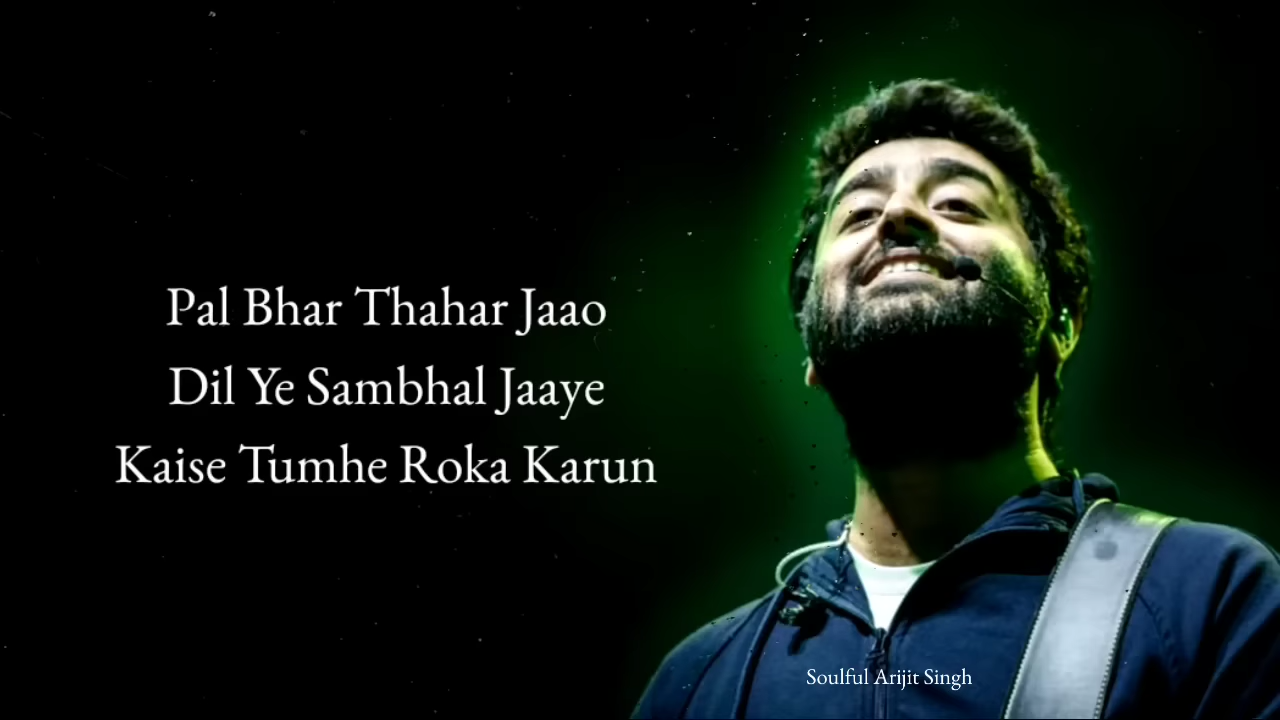 Pal Bhar Thahar Jaao
Dil Ye Sambhal Jaaye
Kaise Tumhe Roka Karun
Soulful Arijit Singh